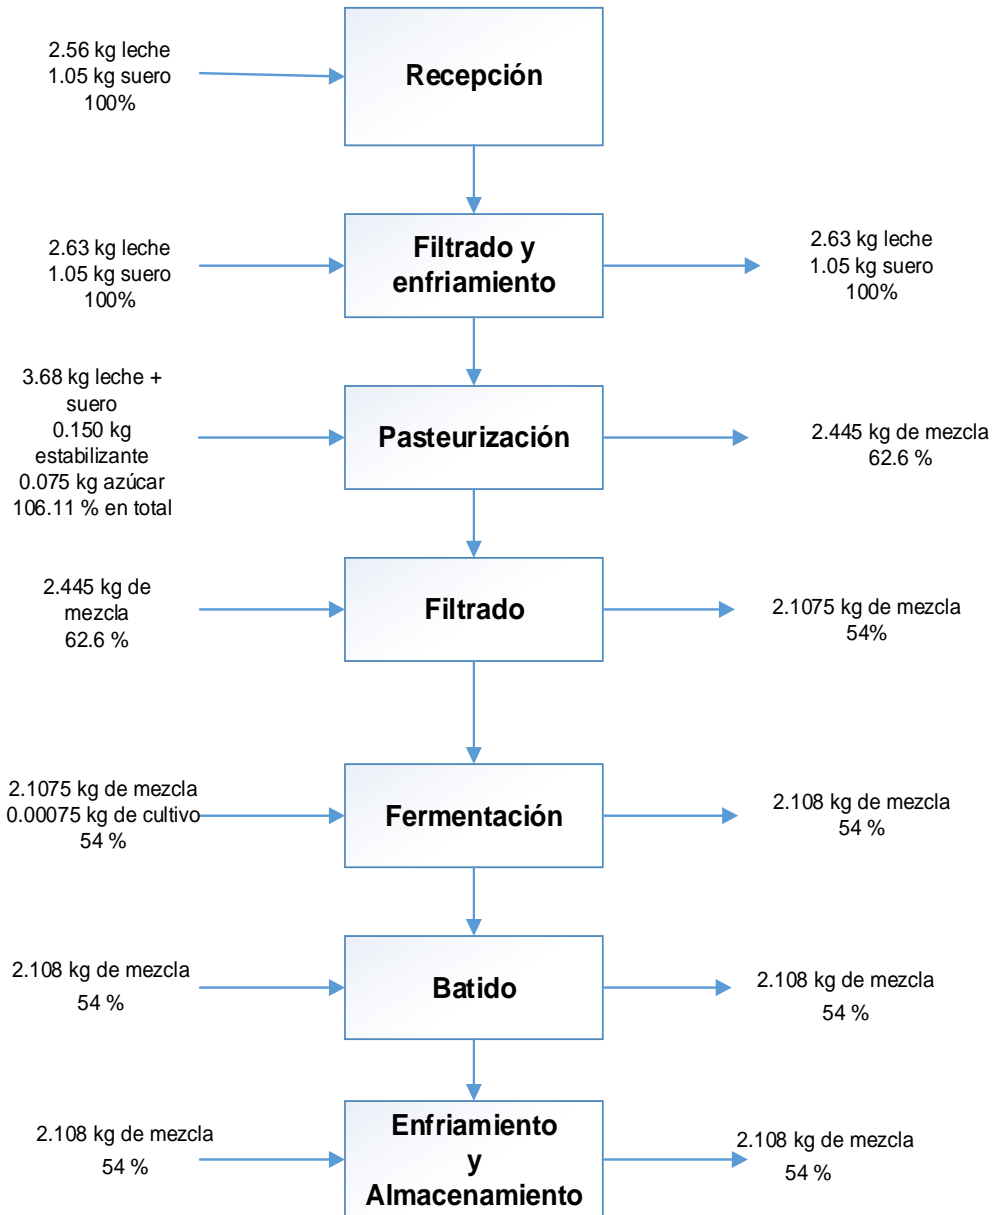 2.56 kg leche
1.05 kg suero
100%
Recepción
2.63 kg leche
1.05 kg suero
100%
Filtrado y
enfriamiento
2.63 kg leche
1.05 kg suero
100%
3.68 kg leche +
suero
0.150 kg
estabilizante
0.075 kg azúcar
106.11 % en total
Pasteurización
2.445 kg de mezcla
62.6 %
2.445 kg de
mezcla
62.6 %
Filtrado
2.1075 kg de mezcla
54%
2.1075 kg de mezcla
0.00075 kg de cultivo
54 %
Fermentación
2.108 kg de mezcla
54 %
2.108 kg de mezcla
54 %
Batido
2.108 kg de mezcla
54 %
2.108 kg de mezcla
54 %
Enfriamiento
y
Almacenamiento
2.108 kg de mezcla
54 %